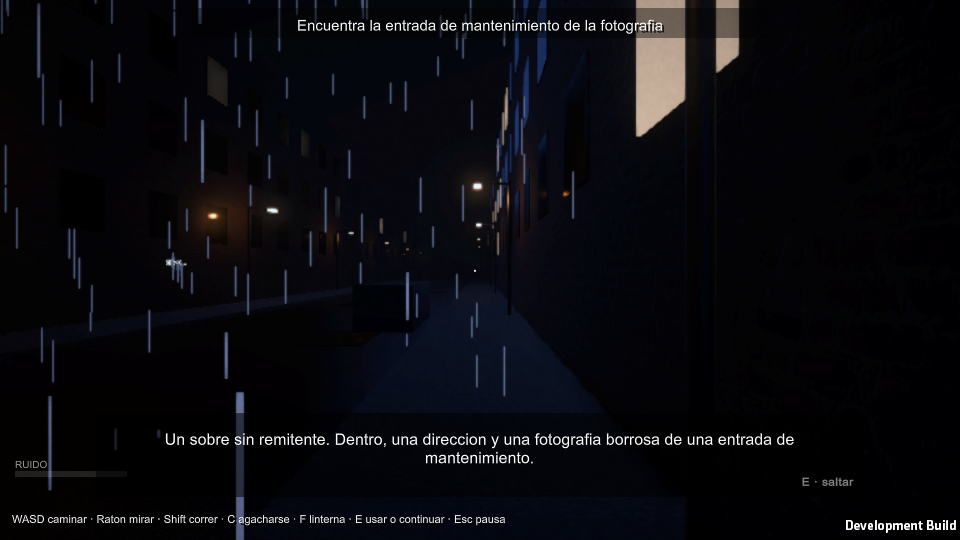 Encuentra la entrada de mantenimiento de la fotografia
Un sobre sin remitente. Dentro, una direccion y una fotografia borrosa de una entrada de
mantenimiento.
RUIDO
E · saltar
WASD caminar · Raton mirar · Shift correr · C agacharse · F linterna · E usar o continuar · Esc pausa
Development Build